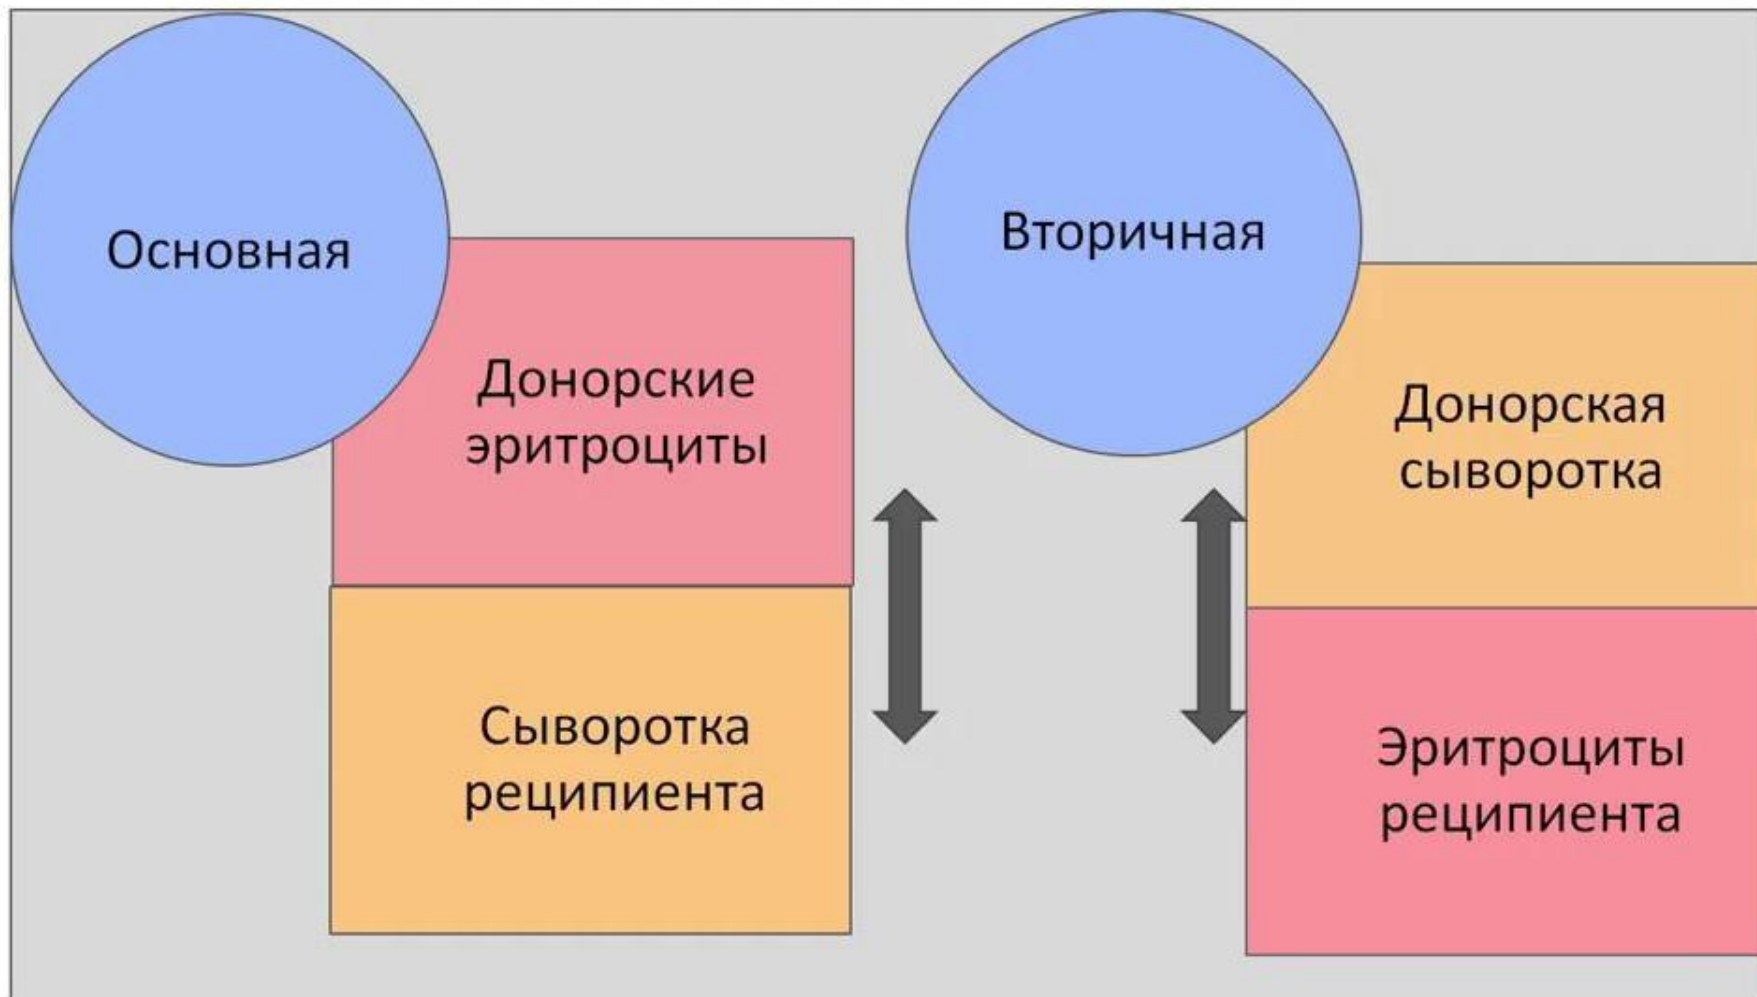 Основная
Донорские
эритроциты
Сыворотка
реципиента
Вторичная
Донорская
сыворотка
Эритроциты
реципиента